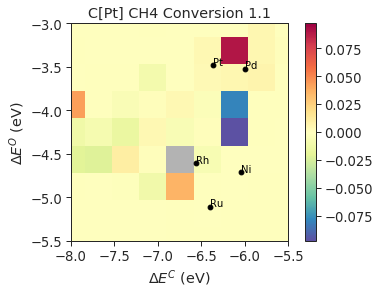 C[Pt] CH4 Conversion 1.1
−3.0
−3.5
−4.0
−4.5
−5.0
−5.5
ΔE^O (eV)
−8.0 −7.5 −7.0 −6.5 −6.0 −5.5
ΔE^C (eV)
Pt
Pd
Rh
Ni
Ru
0.075
0.050
0.025
0.000
−0.025
−0.050
−0.075